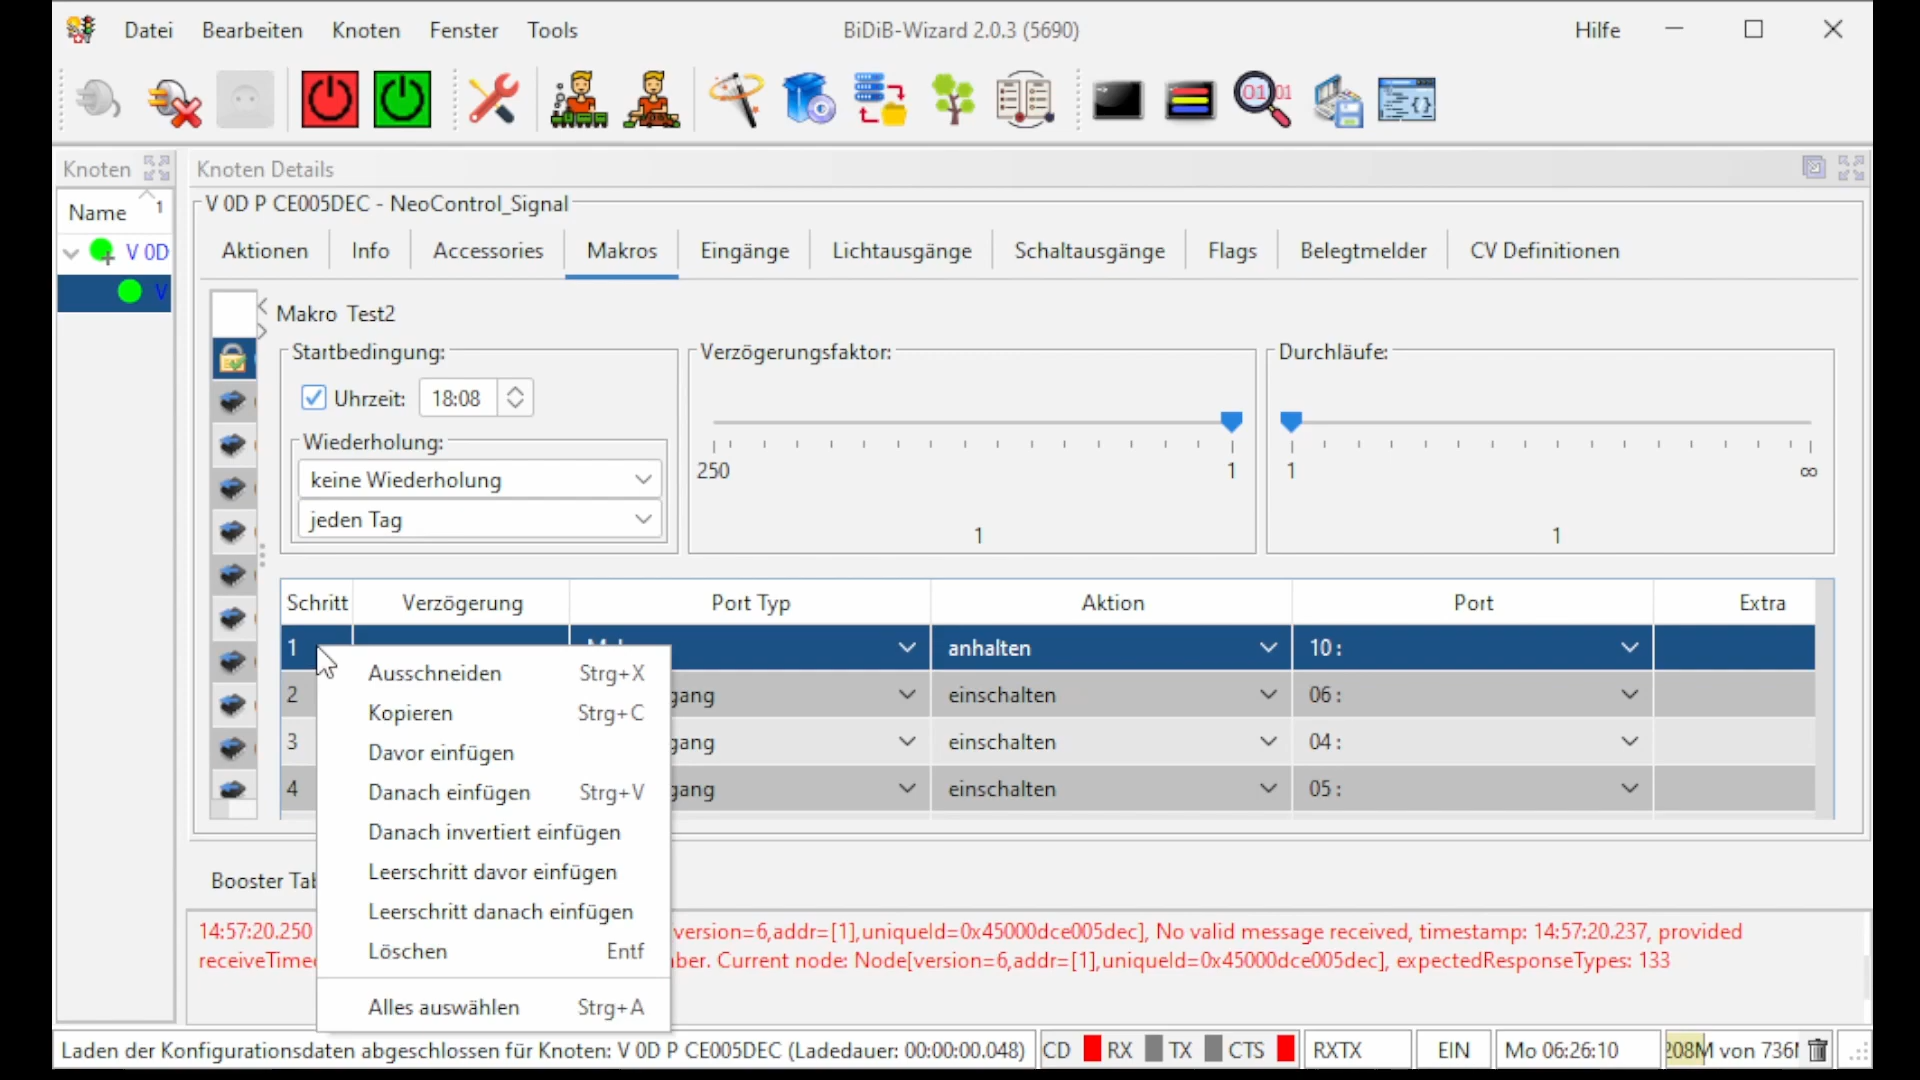 Datei Bearbeiten Knoten Fenster Tools BiDiB-Wizard 2.0.3 (5690) Hilfe
Knoten Knoten Details
Name 1
V 0D P CE005DEC - NeoControl_Signal
V 0D
V
Aktionen Info Accessories Makros Eingänge Lichtausgänge Schaltausgänge Flags Belegtmelder CV Definitionen
Makro Test2
Startbedingung: Verzögerungsfaktor: Durchläufe:
Uhrzeit: 18:08
Wiederholung:
keine Wiederholung
jeden Tag
250 1 1 ∞
1 1
Schritt Verzögerung Port Typ Aktion Port Extra
1 anhalten 10 :
2 gang einschalten 06 :
3 gang einschalten 04 :
4 gang einschalten 05 :
Ausschneiden Strg+X
Kopieren Strg+C
Davor einfügen
Danach einfügen Strg+V
Danach invertiert einfügen
Leerschritt davor einfügen
Leerschritt danach einfügen
Löschen Entf
Alles auswählen Strg+A
Booster Tab
14:57:20.250 version=6,addr=[1],uniqueId=0x45000dce005dec], No valid message received, timestamp: 14:57:20.237, provided
receiveTimeo ber. Current node: Node[version=6,addr=[1],uniqueId=0x45000dce005dec], expectedResponseTypes: 133
Laden der Konfigurationsdaten abgeschlossen für Knoten: V 0D P CE005DEC (Ladedauer: 00:00:00.048) CD RX TX CTS RXTX EIN Mo 06:26:10 208M von 736M